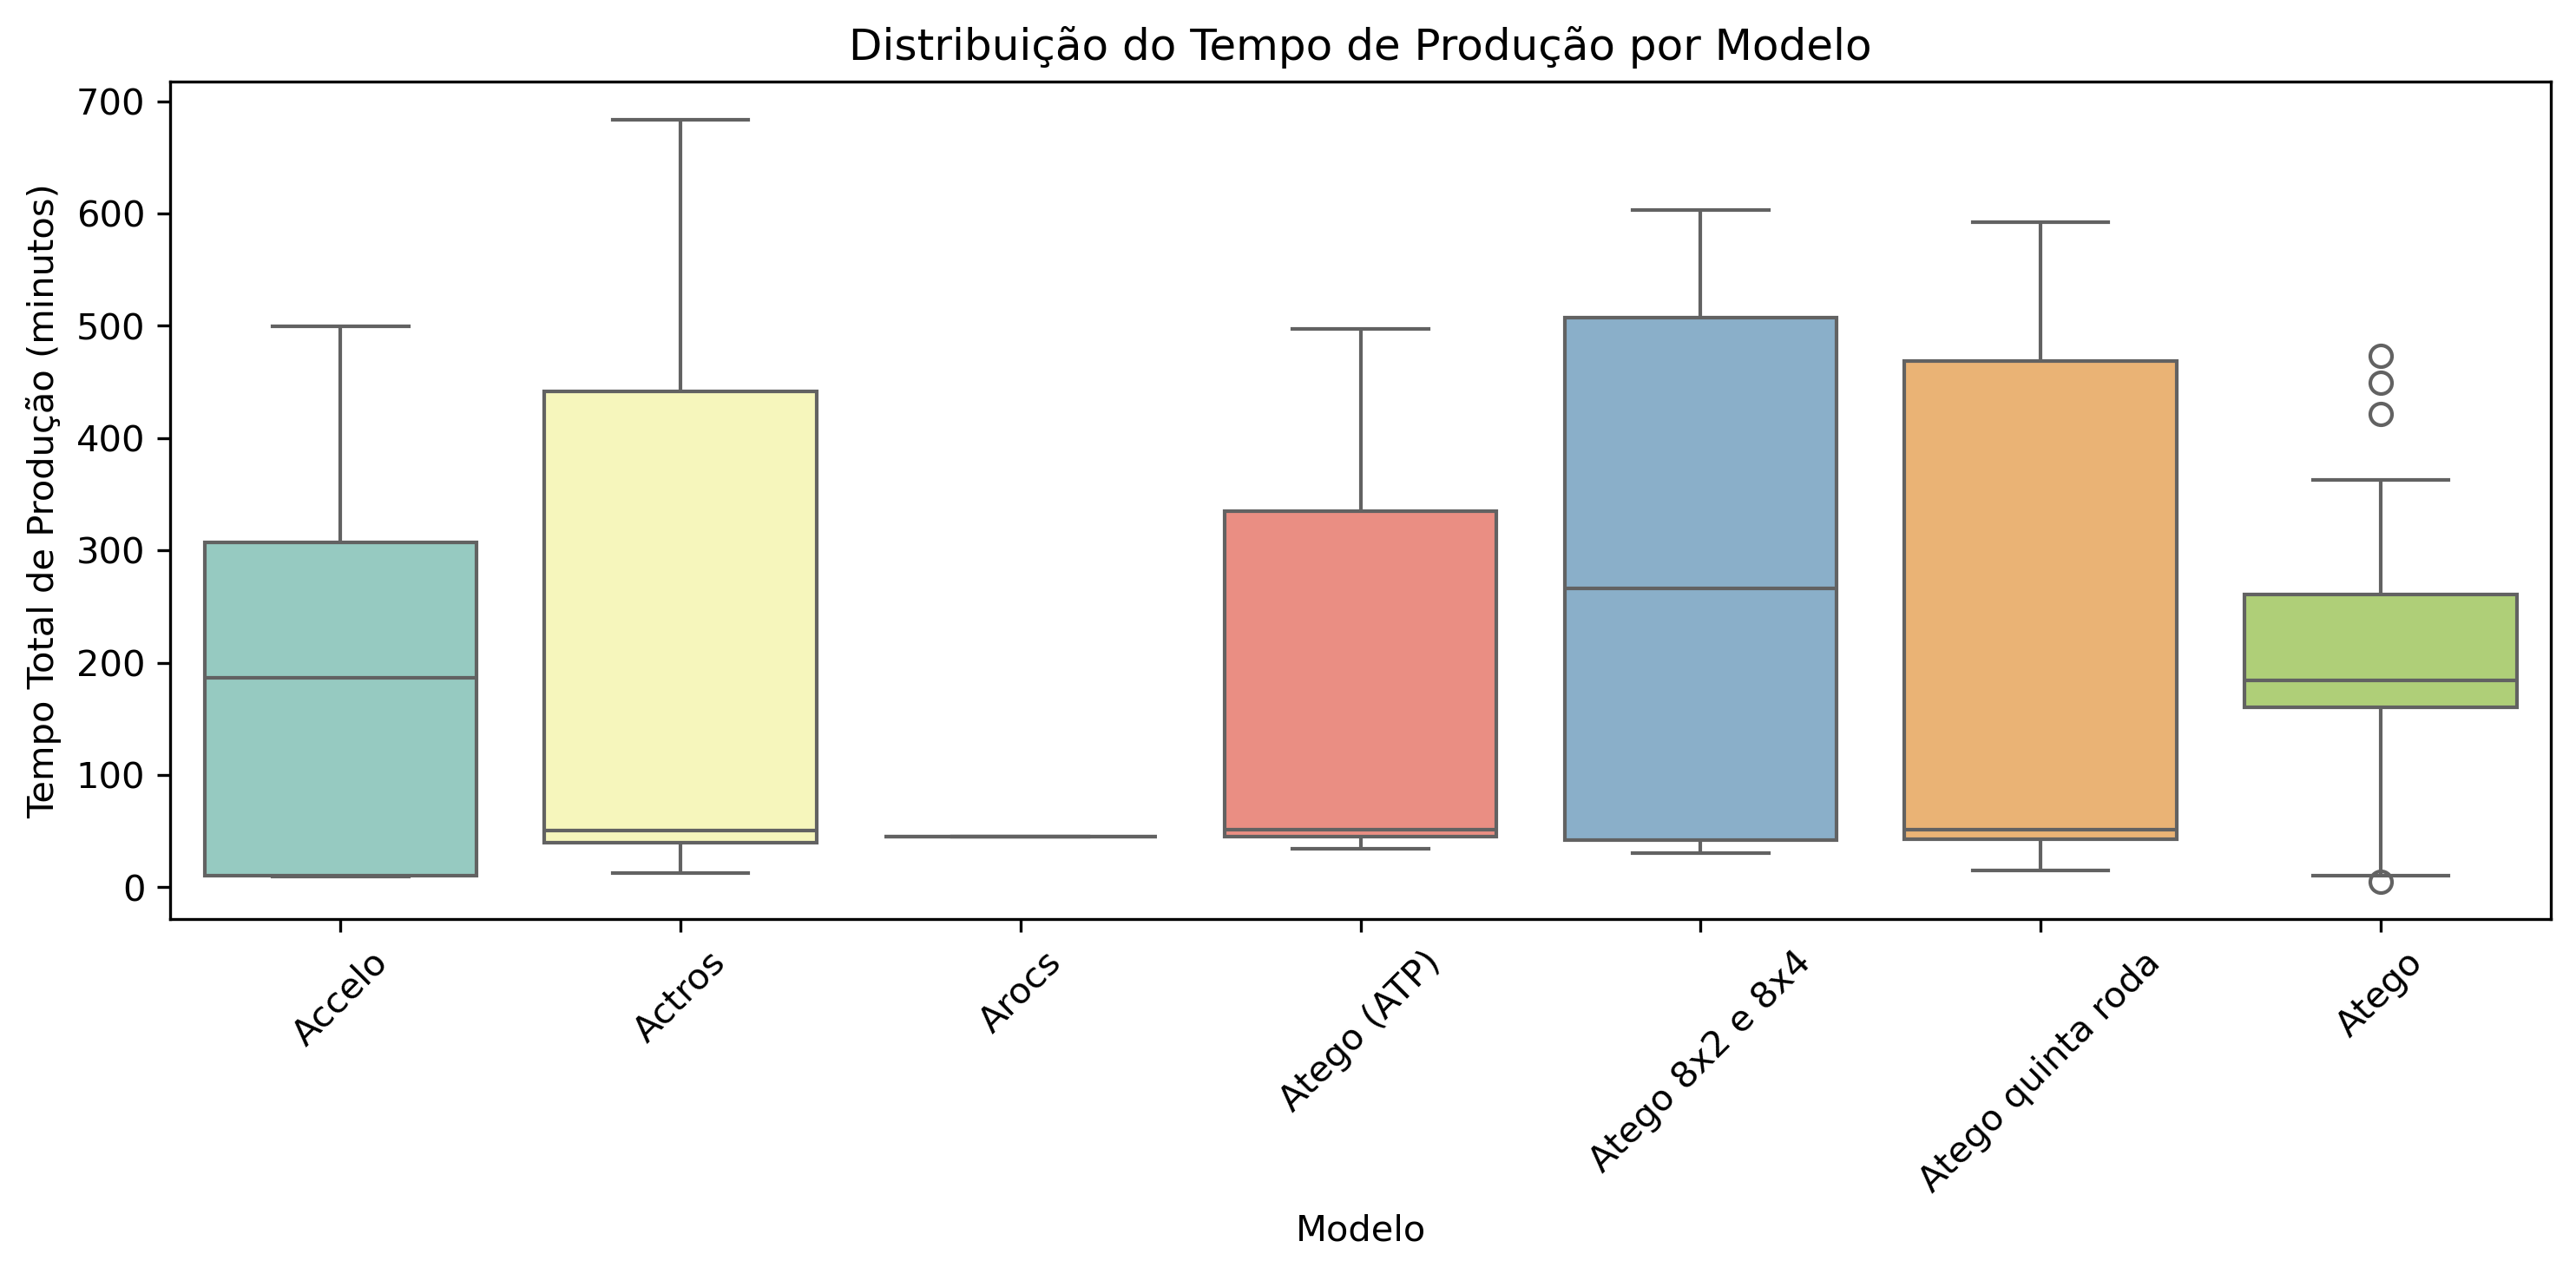 Distribuição do Tempo de Produção por Modelo
Tempo Total de Produção (minutos)
700
600
500
400
300
200
100
0
Accelo
Actros
Arocs
Atego (ATP)
Atego 8x2 e 8x4
Atego quinta roda
Atego
Modelo